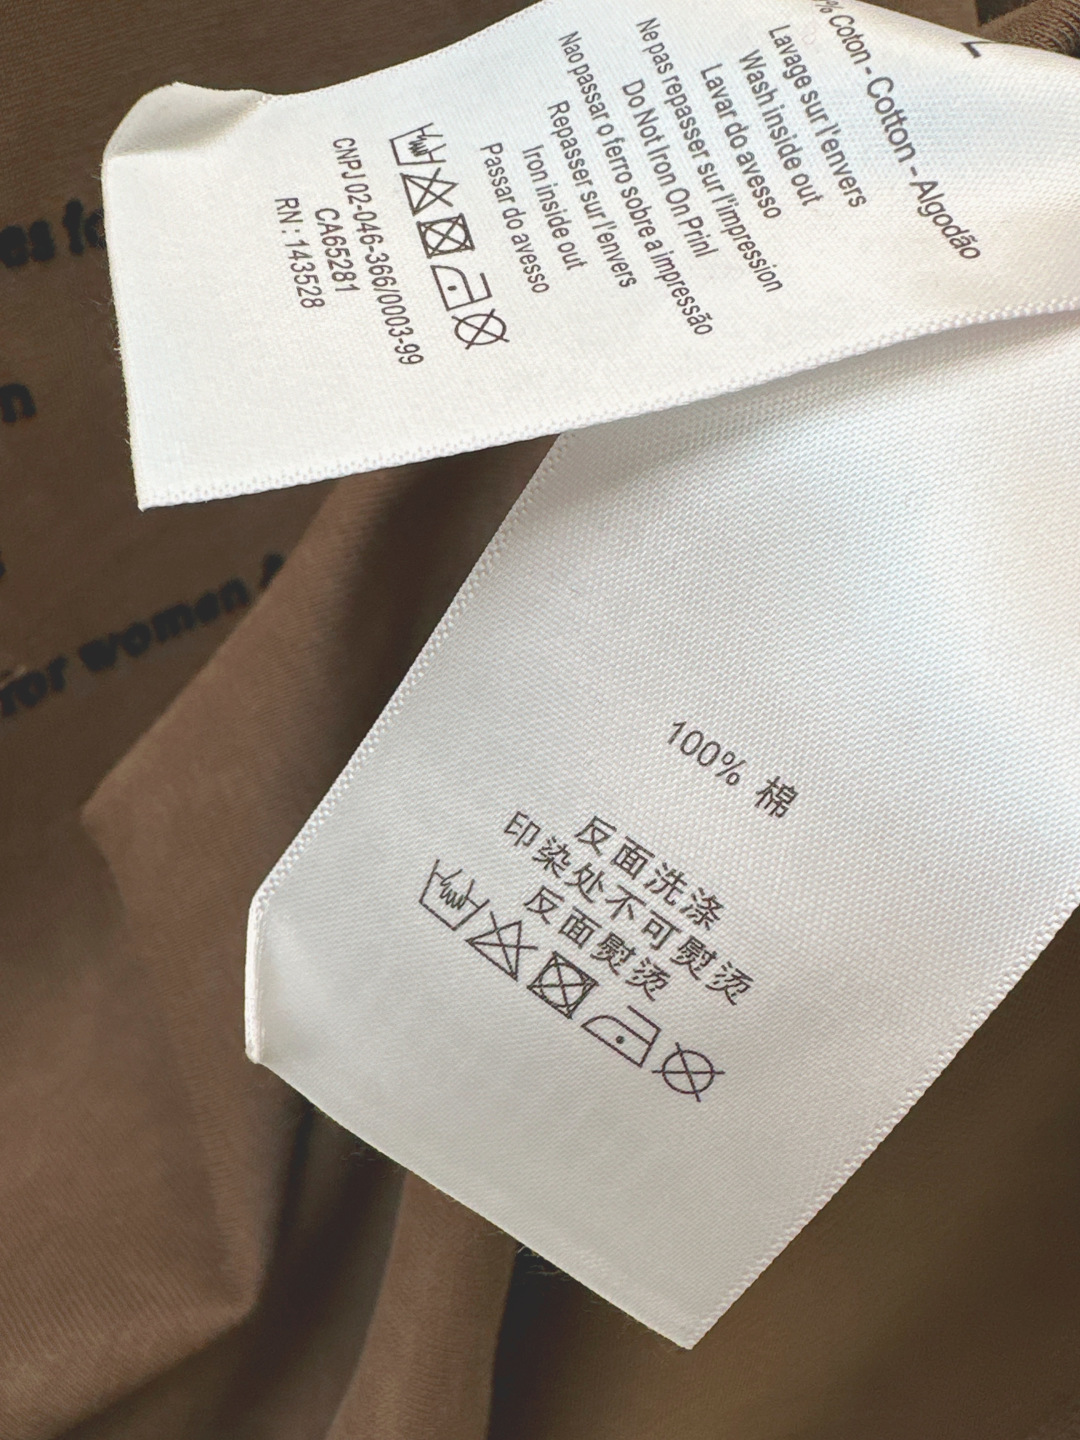 L
% Coton - Cotton - Algodão
Lavage sur l'envers
Wash inside out
Lavar do avesso
Ne pas repasser sur l'impression
Do Not Iron On Prinl
Nao passar o ferro sobre a impressão
Repasser sur l'envers
Iron inside out
Passar do avesso
CNPJ 02-046-366/0003-99
CA65281
RN : 143528
100% 棉
反面洗涤
印染处不可熨烫
反面熨烫
for women